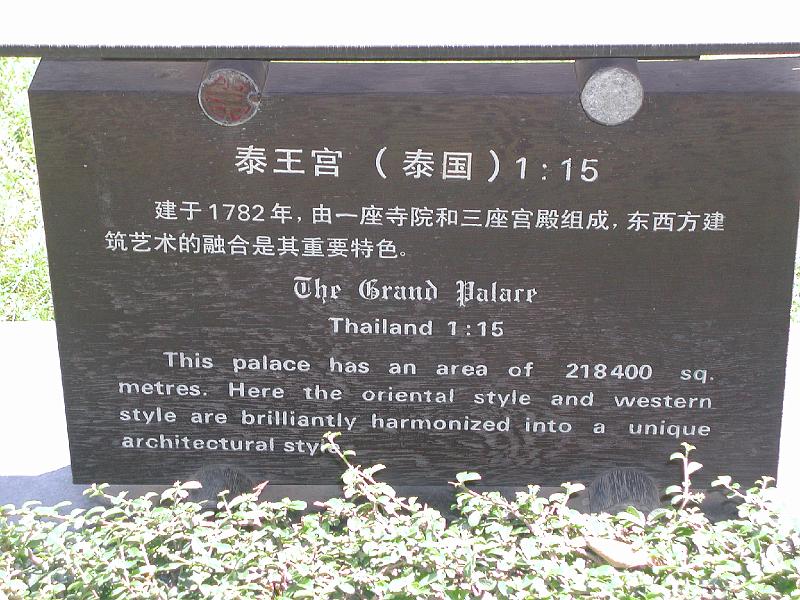 泰王宫（泰国）1:15
建于1782年，由一座寺院和三座宫殿组成，东西方建
筑艺术的融合是其重要特色。
The Grand Palace
Thailand 1:15
This palace has an area of 218400 sq.
metres. Here the oriental style and western
style are brilliantly harmonized into a unique
architectural style